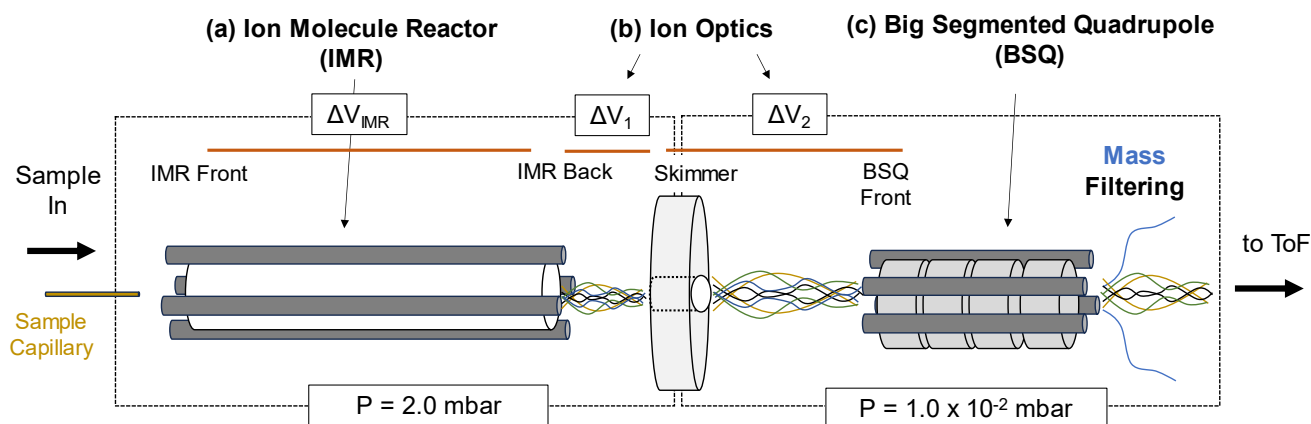 (a) Ion Molecule Reactor
(IMR)
(b) Ion Optics
(c) Big Segmented Quadrupole
(BSQ)
ΔV_IMR
ΔV_1
ΔV_2
IMR Front
IMR Back
Skimmer
BSQ
Front
Mass
Filtering
Sample
In
to ToF
Sample
Capillary
P = 2.0 mbar
P = 1.0 x 10⁻² mbar